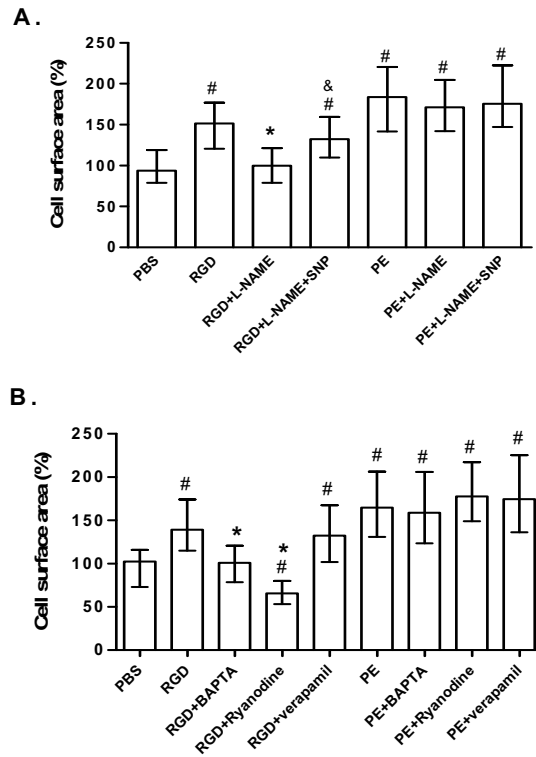 A.
Cell surface area (%)
250
#
#
#
#
200
&
#
150
*
100
50
0
PBS
RGD
RGD+L-NAME
RGD+L-NAME+SNP
PE
PE+L-NAME
PE+L-NAME+SNP
B.
Cell surface area (%)
250
#
#
#
#
200
#
#
150
*
*
#
100
50
0
PBS
RGD
RGD+BAPTA
RGD+Ryanodine
RGD+verapamil
PE
PE+BAPTA
PE+Ryanodine
PE+verapamil